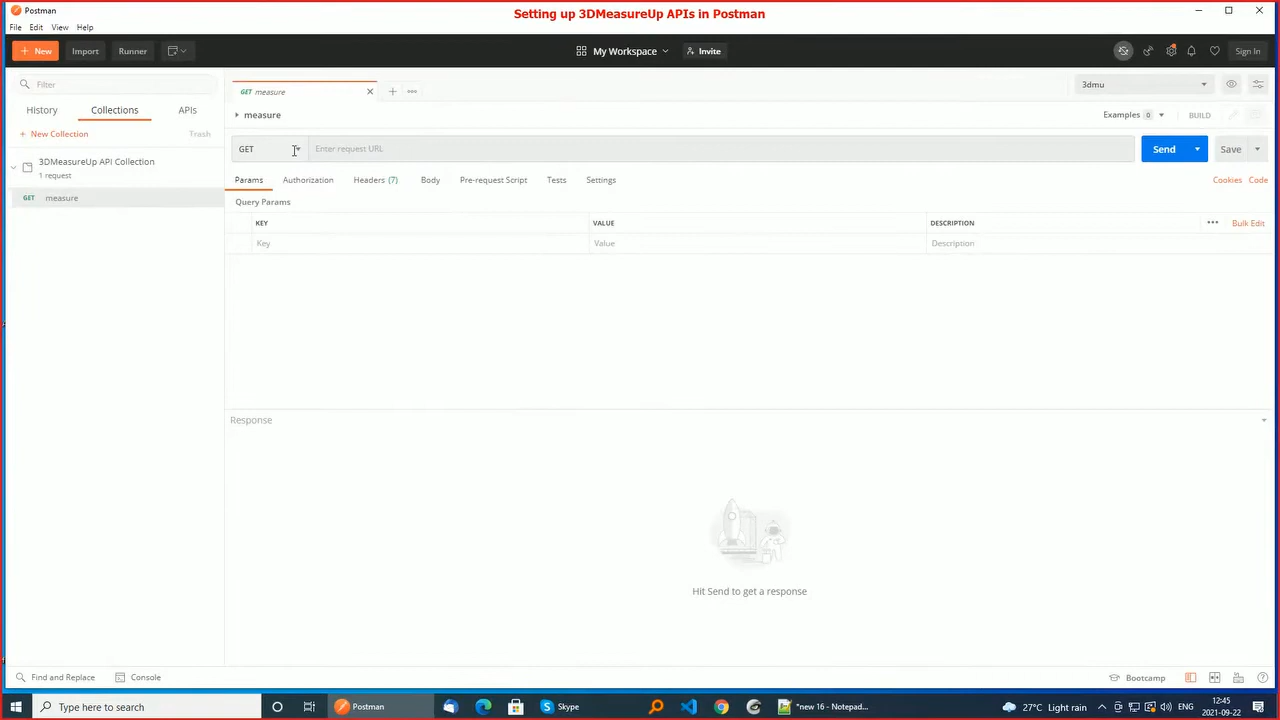 Postman
Setting up 3DMeasureUp APIs in Postman
File Edit View Help
+ New Import Runner My Workspace Invite Sign In
Filter
GET measure
3dmu
History Collections APIs
measure
Examples 0 BUILD
+ New Collection Trash
GET Enter request URL Send Save
3DMeasureUp API Collection
1 request
Params Authorization Headers (7) Body Pre-request Script Tests Settings Cookies Code
GET measure
Query Params
KEY VALUE DESCRIPTION ••• Bulk Edit
Key Value Description
Response
Hit Send to get a response
Find and Replace Console Bootcamp
Type here to search Postman Skype *new 16 - Notepad... 27°C Light rain ENG 12:45
2021-09-22